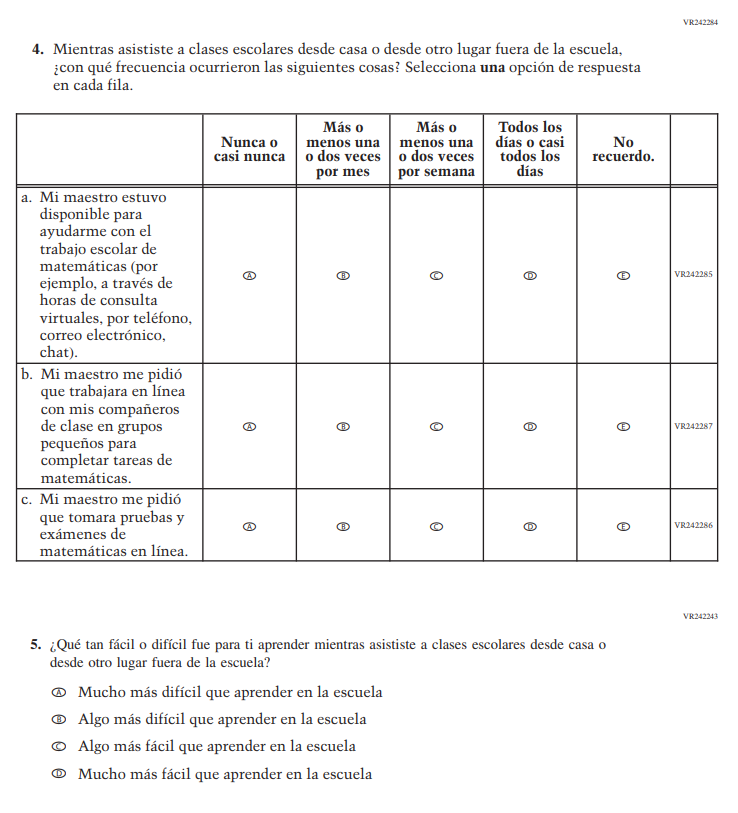 VR242284
4. Mientras asististe a clases escolares desde casa o desde otro lugar fuera de la escuela,
¿con qué frecuencia ocurrieron las siguientes cosas? Selecciona una opción de respuesta
en cada fila.
Nunca o
casi nunca
Más o
menos una
o dos veces
por mes
Más o
menos una
o dos veces
por semana
Todos los
días o casi
todos los
días
No
recuerdo.
a. Mi maestro estuvo
disponible para
ayudarme con el
trabajo escolar de
matemáticas (por
ejemplo, a través de
horas de consulta
virtuales, por teléfono,
correo electrónico,
chat).
A B C D E VR242285
b. Mi maestro me pidió
que trabajara en línea
con mis compañeros
de clase en grupos
pequeños para
completar tareas de
matemáticas.
A B C D E VR242287
c. Mi maestro me pidió
que tomara pruebas y
exámenes de
matemáticas en línea.
A B C D E VR242286
VR242243
5. ¿Qué tan fácil o difícil fue para ti aprender mientras asististe a clases escolares desde casa o
desde otro lugar fuera de la escuela?
A Mucho más difícil que aprender en la escuela
B Algo más difícil que aprender en la escuela
C Algo más fácil que aprender en la escuela
D Mucho más fácil que aprender en la escuela